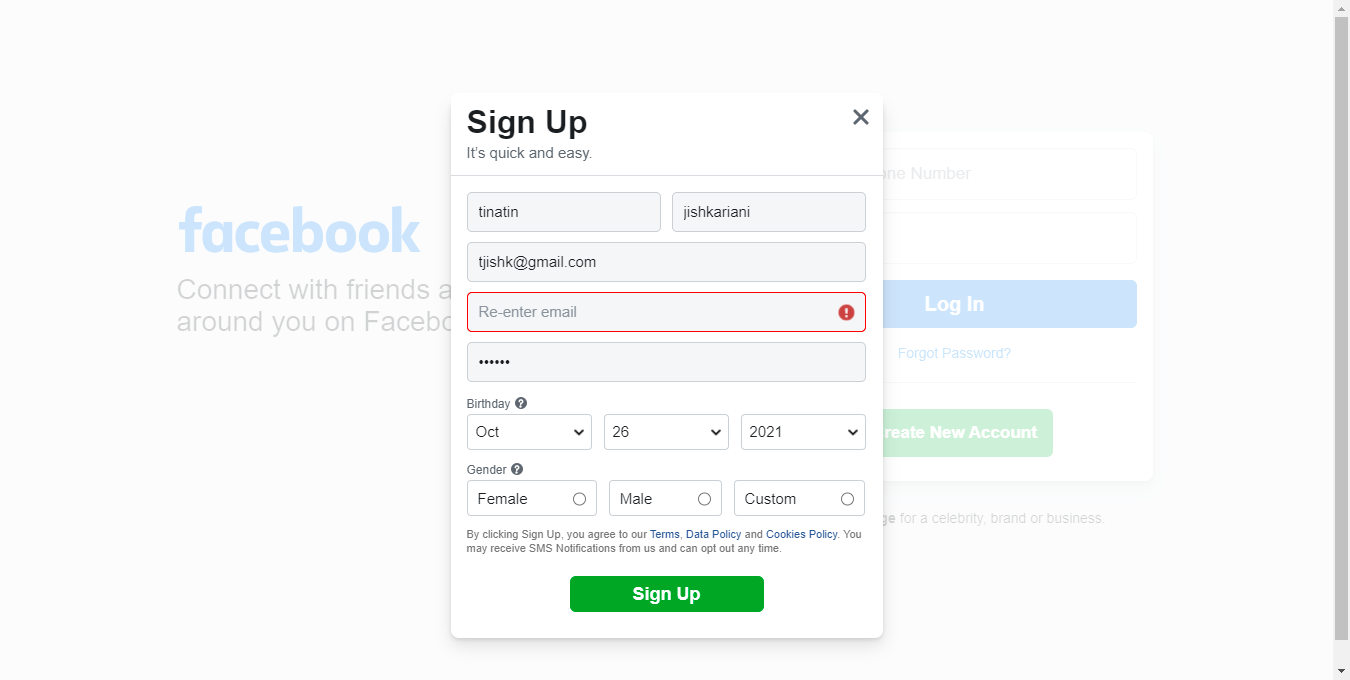 Sign Up
It's quick and easy.
tinatin jishkariani
tjishk@gmail.com
Re-enter email
••••••
Birthday
Oct 26 2021
Gender
Female Male Custom
By clicking Sign Up, you agree to our Terms, Data Policy and Cookies Policy. You
may receive SMS Notifications from us and can opt out any time.
Sign Up
facebook
Connect with friends a
around you on Facebo
one Number
Log In
Forgot Password?
reate New Account
ge for a celebrity, brand or business.